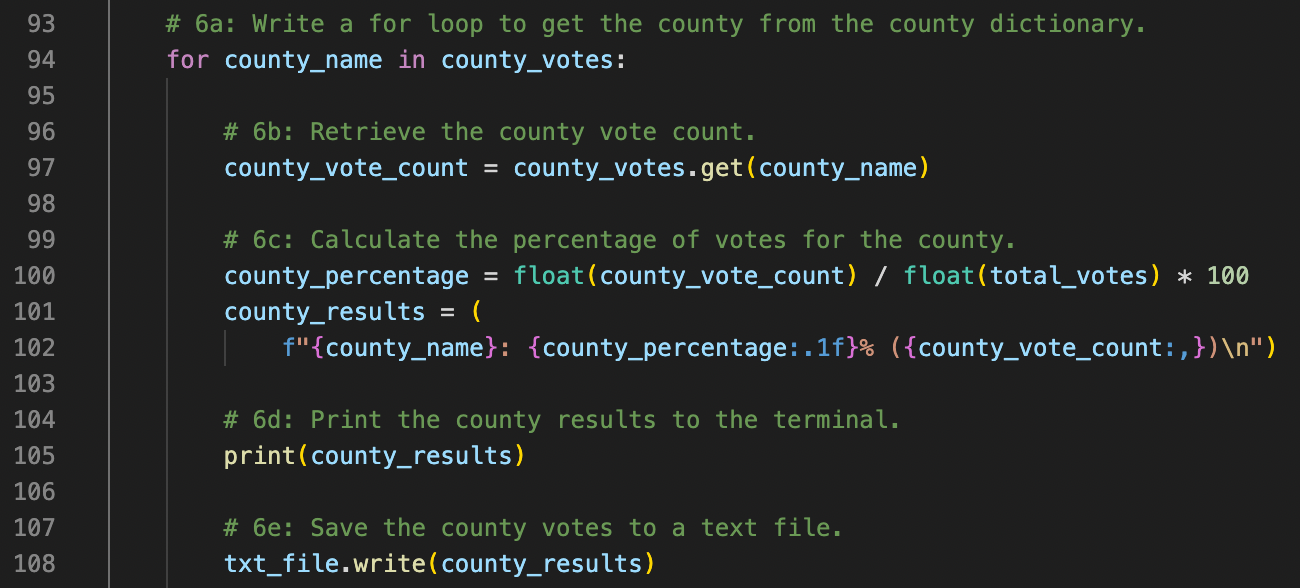 93 # 6a: Write a for loop to get the county from the county dictionary.
94 for county_name in county_votes:
95
96 # 6b: Retrieve the county vote count.
97 county_vote_count = county_votes.get(county_name)
98
99 # 6c: Calculate the percentage of votes for the county.
100 county_percentage = float(county_vote_count) / float(total_votes) * 100
101 county_results = (
102 f"{county_name}: {county_percentage:.1f}% ({county_vote_count:,})\n")
103
104 # 6d: Print the county results to the terminal.
105 print(county_results)
106
107 # 6e: Save the county votes to a text file.
108 txt_file.write(county_results)